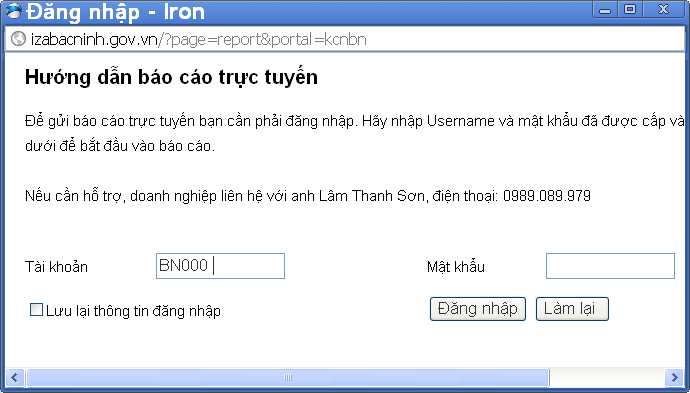 Đăng nhập - Iron
izabacninh.gov.vn/?page=report&portal=kcnbn
Hướng dẫn báo cáo trực tuyến
Để gửi báo cáo trực tuyến bạn cần phải đăng nhập. Hãy nhập Username và mật khẩu đã được cấp và
dưới để bắt đầu vào báo cáo.
Nếu cần hỗ trợ, doanh nghiệp liên hệ với anh Lâm Thanh Sơn, điện thoại: 0989.089.979
Tài khoản BN000 Mật khẩu
Lưu lại thông tin đăng nhập Đăng nhập Làm lại